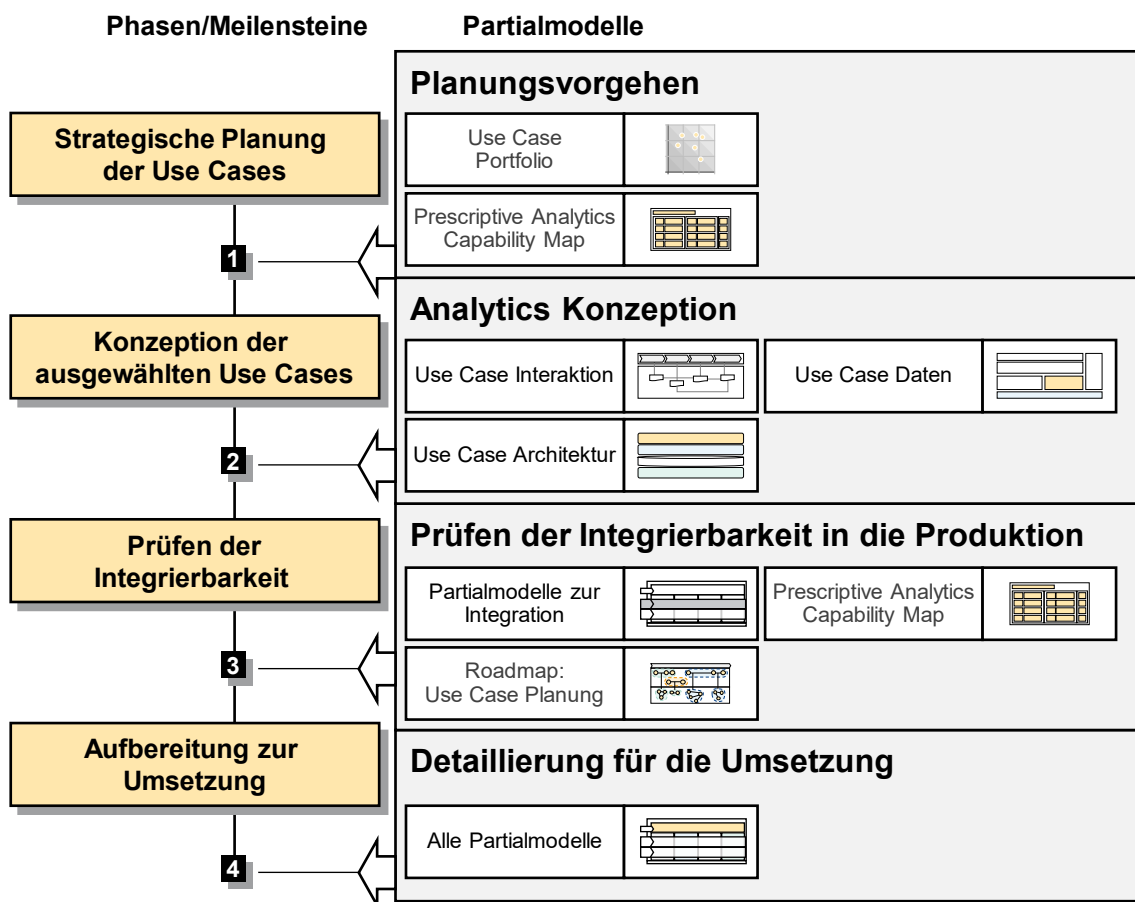 Phasen/Meilensteine
Partialmodelle
Strategische Planung
der Use Cases
1
Planungsvorgehen
Use Case
Portfolio
Prescriptive Analytics
Capability Map
Konzeption der
ausgewählten Use Cases
2
Analytics Konzeption
Use Case Interaktion
Use Case Daten
Use Case Architektur
Prüfen der
Integrierbarkeit
3
Prüfen der Integrierbarkeit in die Produktion
Partialmodelle zur
Integration
Prescriptive Analytics
Capability Map
Roadmap:
Use Case Planung
Aufbereitung zur
Umsetzung
4
Detaillierung für die Umsetzung
Alle Partialmodelle